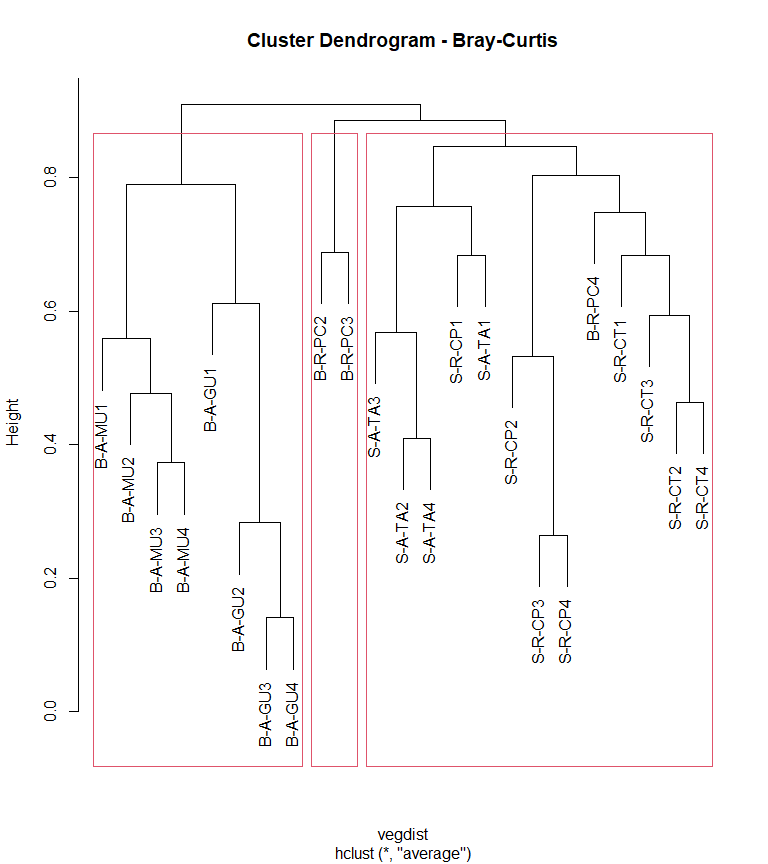 Cluster Dendrogram - Bray-Curtis
Height
0.0
0.2
0.4
0.6
0.8
B-A-MU1
B-A-MU2
B-A-MU3
B-A-MU4
B-A-GU1
B-A-GU2
B-A-GU3
B-A-GU4
B-R-PC2
B-R-PC3
S-A-TA3
S-A-TA2
S-A-TA4
S-R-CP1
S-A-TA1
S-R-CP2
S-R-CP3
S-R-CP4
B-R-PC4
S-R-CT1
S-R-CT3
S-R-CT2
S-R-CT4
vegdist
hclust (*, "average")